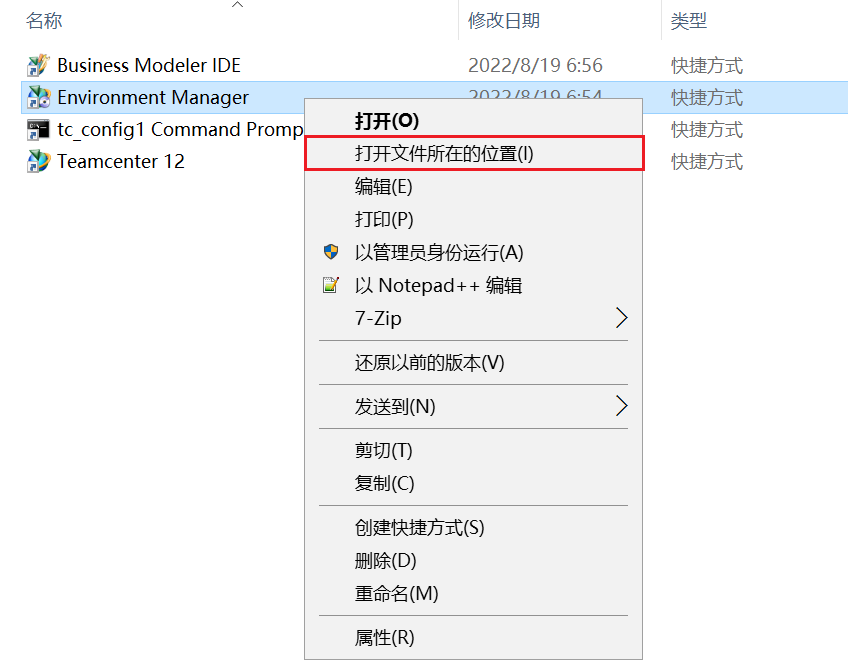 名称 修改日期 类型
Business Modeler IDE 2022/8/19 6:56 快捷方式
Environment Manager 2022/8/19 6:54 快捷方式
tc_config1 Command Promp 快捷方式
Teamcenter 12 快捷方式
打开(O)
打开文件所在的位置(I)
编辑(E)
打印(P)
以管理员身份运行(A)
以 Notepad++ 编辑
7-Zip
还原以前的版本(V)
发送到(N)
剪切(T)
复制(C)
创建快捷方式(S)
删除(D)
重命名(M)
属性(R)